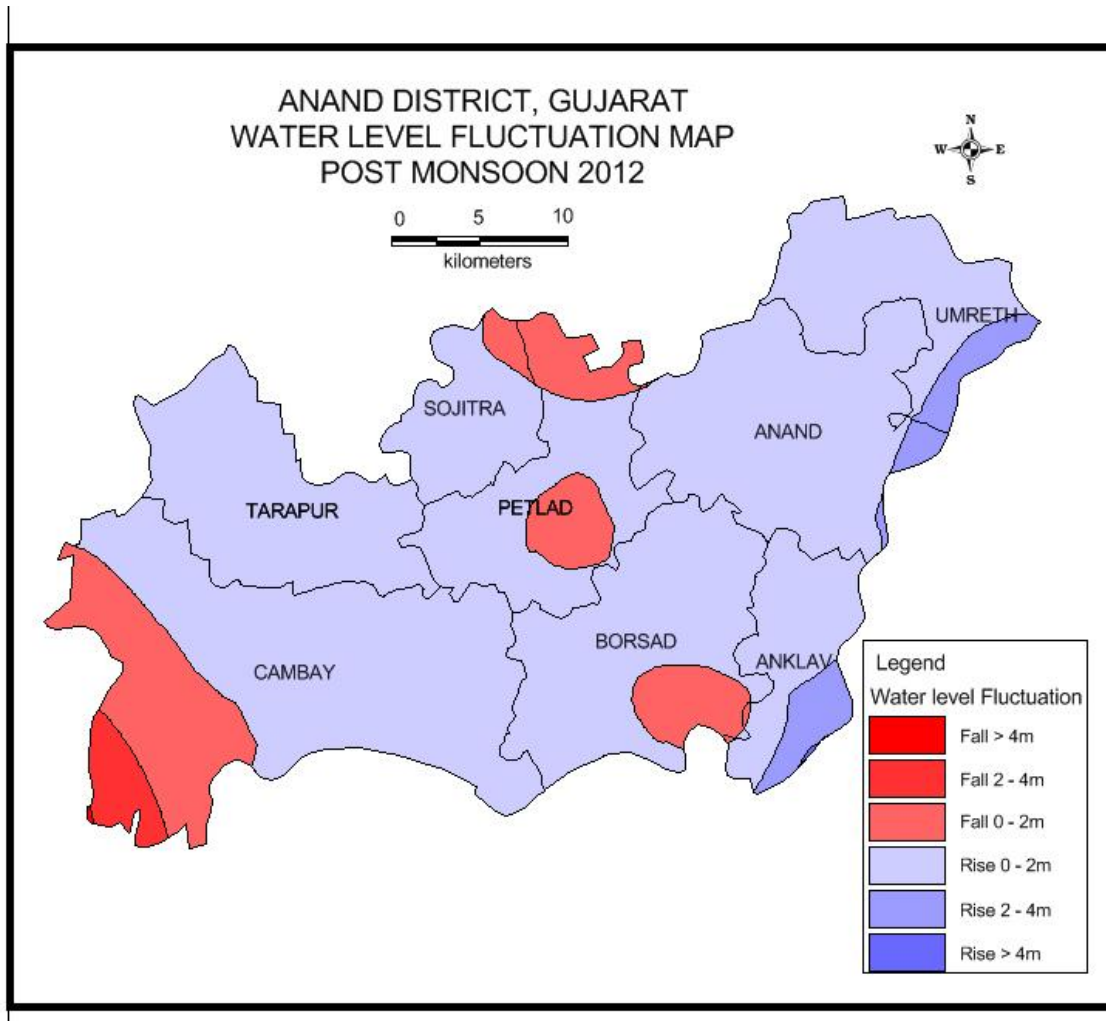 ANAND DISTRICT, GUJARAT
WATER LEVEL FLUCTUATION MAP
POST MONSOON 2012
N
W E
S
0 5 10
kilometers
UMRETH
SOJITRA
ANAND
TARAPUR
PETLAD
BORSAD
CAMBAY
ANKLAV
Legend
Water level Fluctuation
Fall > 4m
Fall 2 - 4m
Fall 0 - 2m
Rise 0 - 2m
Rise 2 - 4m
Rise > 4m